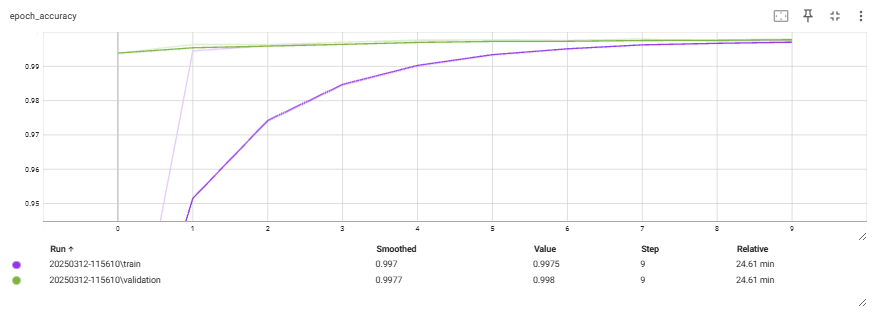 epoch_accuracy
0.99
0.98
0.97
0.96
0.95
0 1 2 3 4 5 6 7 8 9
Run ↑ Smoothed Value Step Relative
20250312-115610\train 0.997 0.9975 9 24.61 min
20250312-115610\validation 0.9977 0.998 9 24.61 min